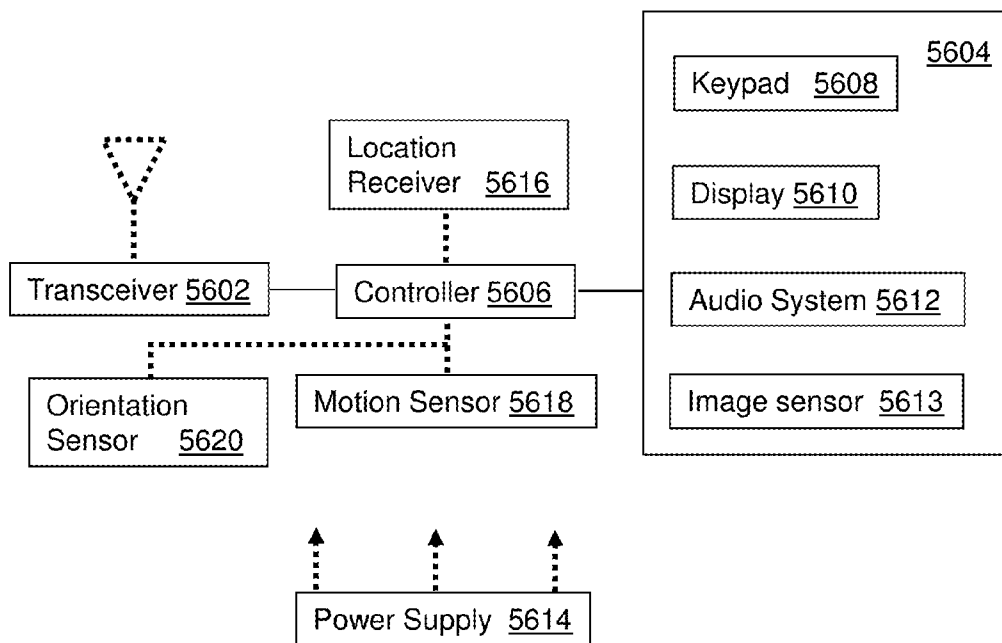 5604
Keypad 5608
Location
Receiver 5616
Display 5610
Transceiver 5602
Controller 5606
Audio System 5612
Orientation
Sensor 5620
Motion Sensor 5618
Image sensor 5613
Power Supply 5614